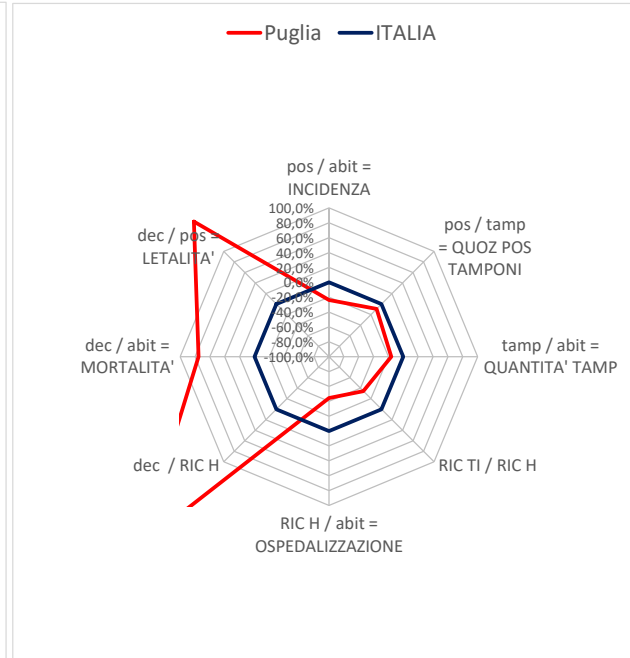 Puglia ITALIA
pos / abit =
INCIDENZA
100,0%
80,0%
60,0%
40,0%
20,0%
0,0%
-20,0%
-40,0%
-60,0%
-80,0%
-100,0%
pos / tamp
= QUOZ POS
TAMPONI
tamp / abit =
QUANTITA' TAMP
RIC TI / RIC H
RIC H / abit =
OSPEDALIZZAZIONE
dec / RIC H
dec / abit =
MORTALITA'
dec / pos =
LETALITA'